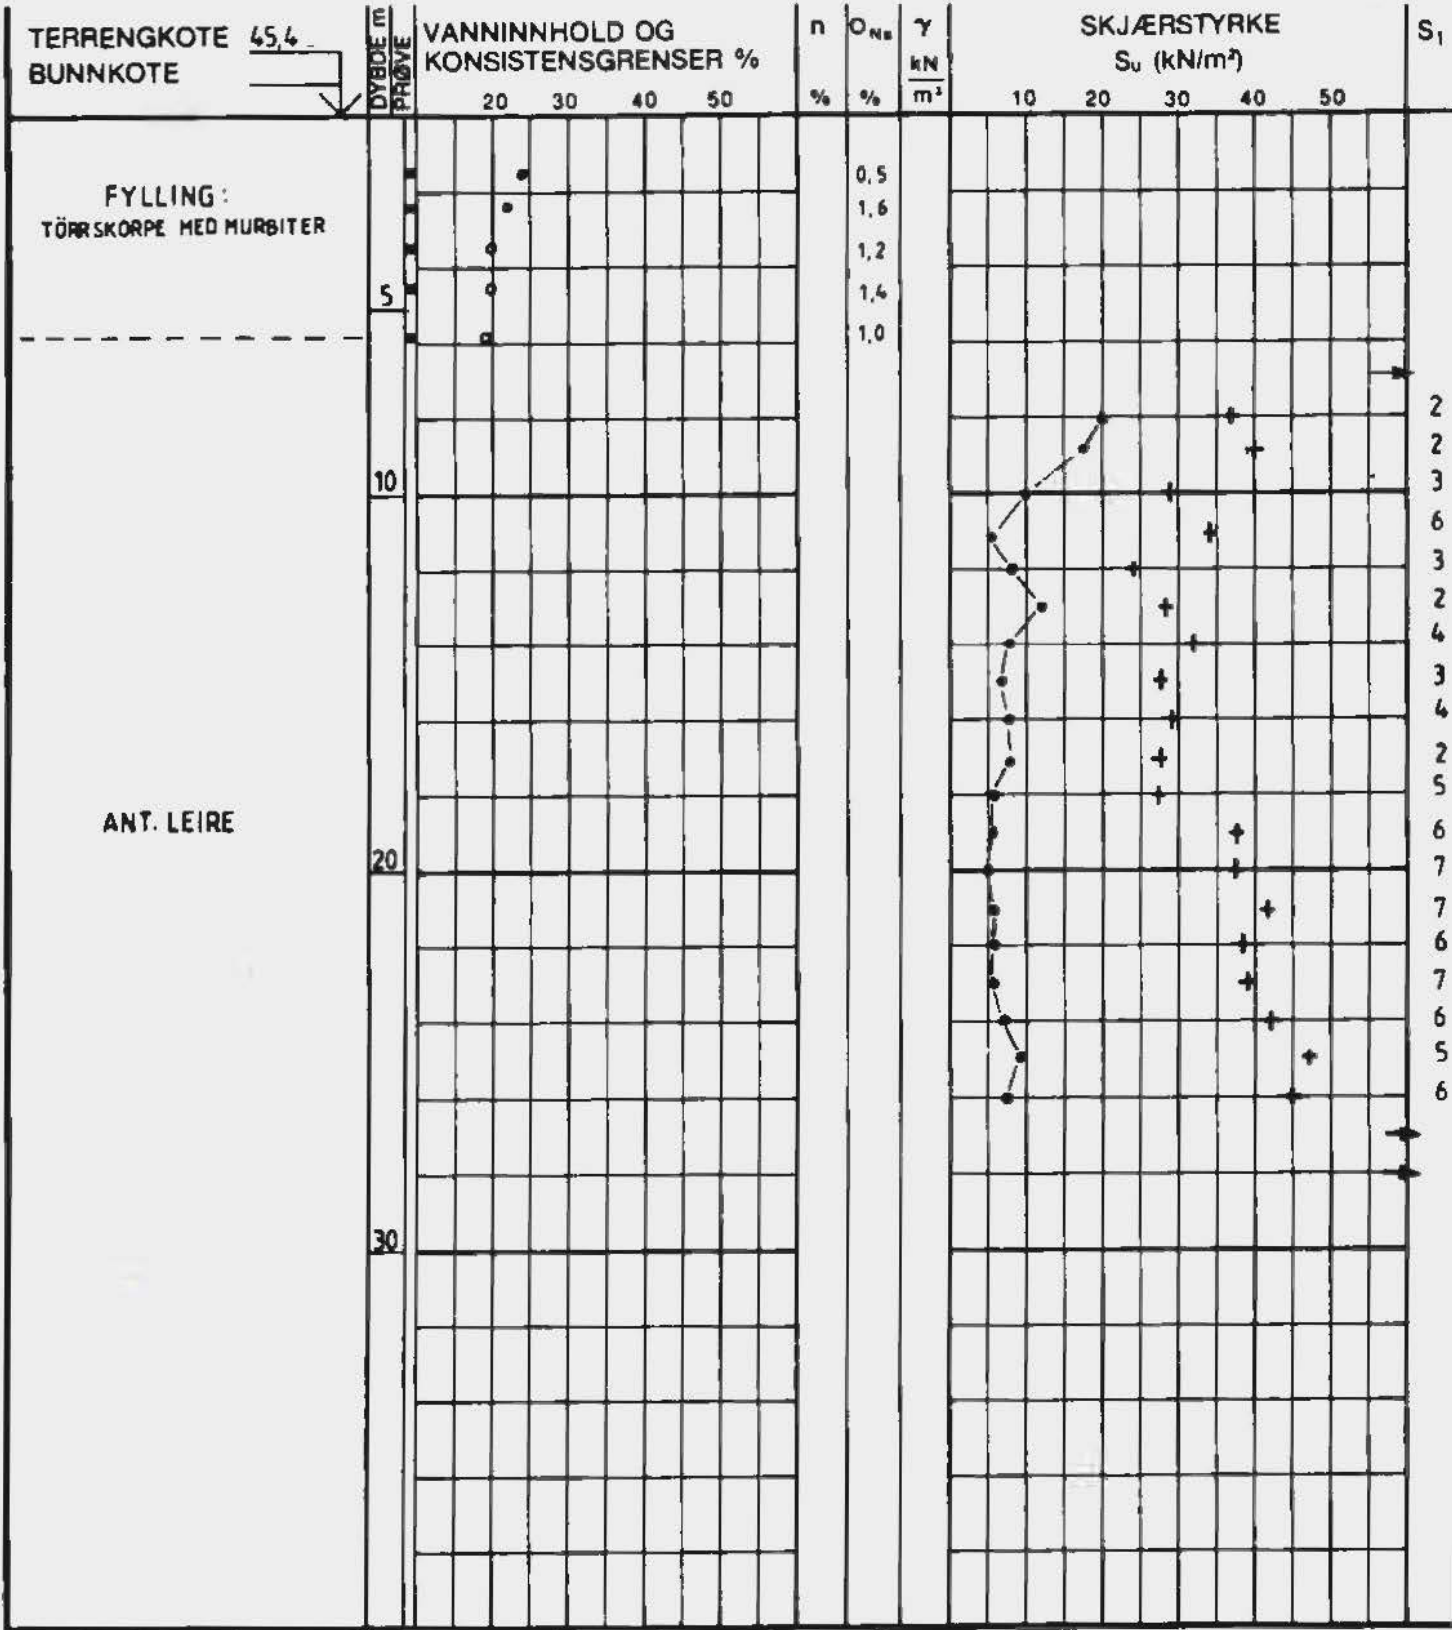 TERRENGKOTE 45,4
BUNNKOTE
DYBDE m
PRØVE
VANNINNHOLD OG
KONSISTENSGRENSER %
20 30 40 50
n
%
O_Na
%
γ
kN
m³
SKJÆRSTYRKE
Su (kN/m²)
10 20 30 40 50
S₁
FYLLING:
TÖRRSKORPE MED MURBITER
0,5
1,6
1,2
5
1,4
1,0
2
2
10
3
6
3
2
4
3
4
2
5
ANT. LEIRE
6
20
7
7
6
7
6
5
6
30